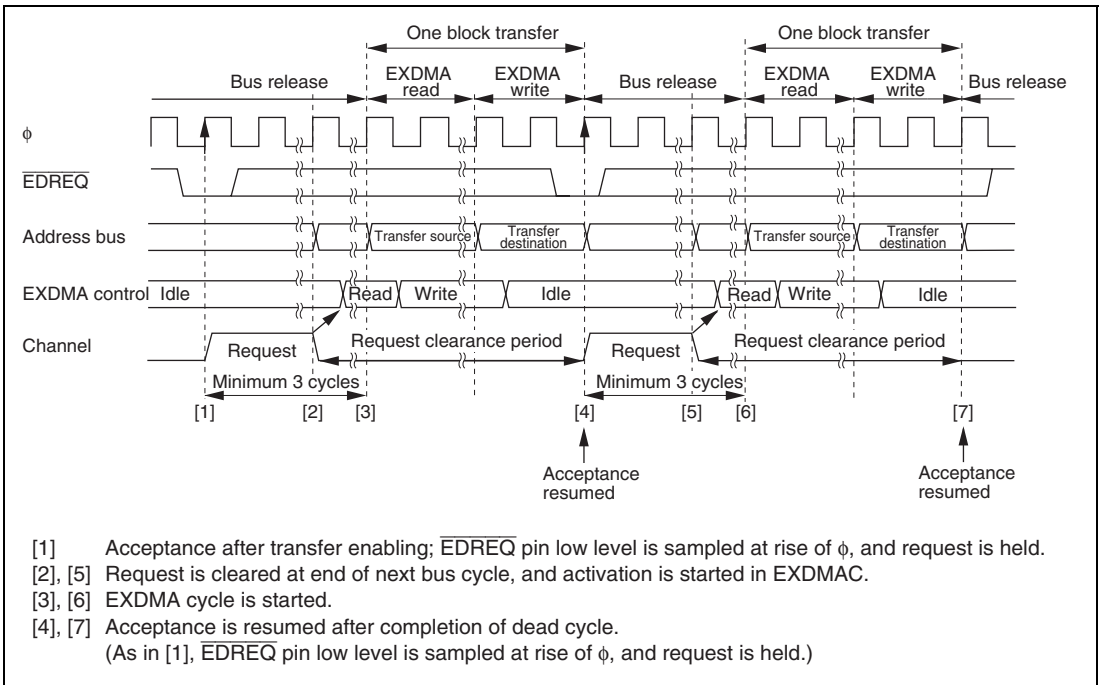 One block transfer One block transfer
Bus release EXDMA read EXDMA write Bus release EXDMA read EXDMA write Bus release
φ
EDREQ
Address bus Transfer source Transfer destination Transfer source Transfer destination
EXDMA control Idle Read Write Idle Read Write Idle
Channel Request Request clearance period Request Request clearance period
Minimum 3 cycles Minimum 3 cycles
[1] [2] [3] [4] [5] [6] [7]
Acceptance resumed Acceptance resumed
[1] Acceptance after transfer enabling; EDREQ pin low level is sampled at rise of φ, and request is held.
[2], [5] Request is cleared at end of next bus cycle, and activation is started in EXDMAC.
[3], [6] EXDMA cycle is started.
[4], [7] Acceptance is resumed after completion of dead cycle.
(As in [1], EDREQ pin low level is sampled at rise of φ, and request is held.)